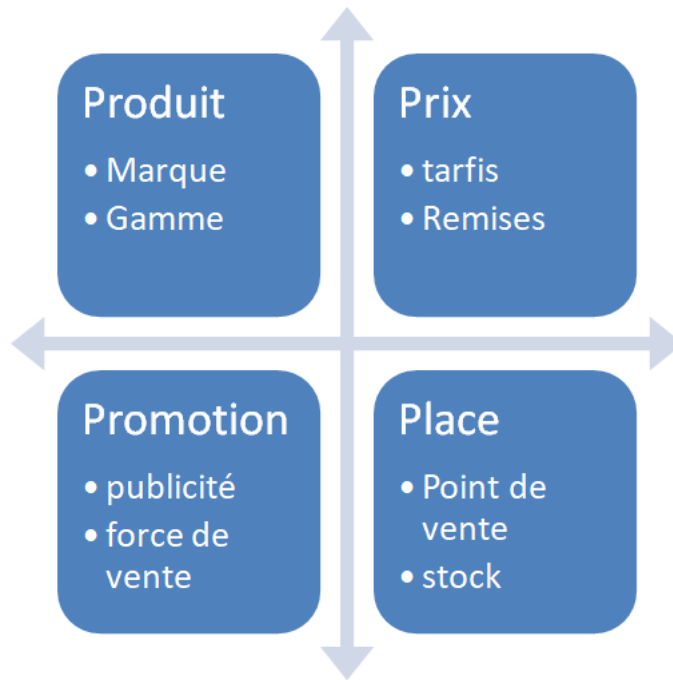 Produit
• Marque
• Gamme
Prix
• tarfis
• Remises
Promotion
• publicité
• force de
vente
Place
• Point de
vente
• stock